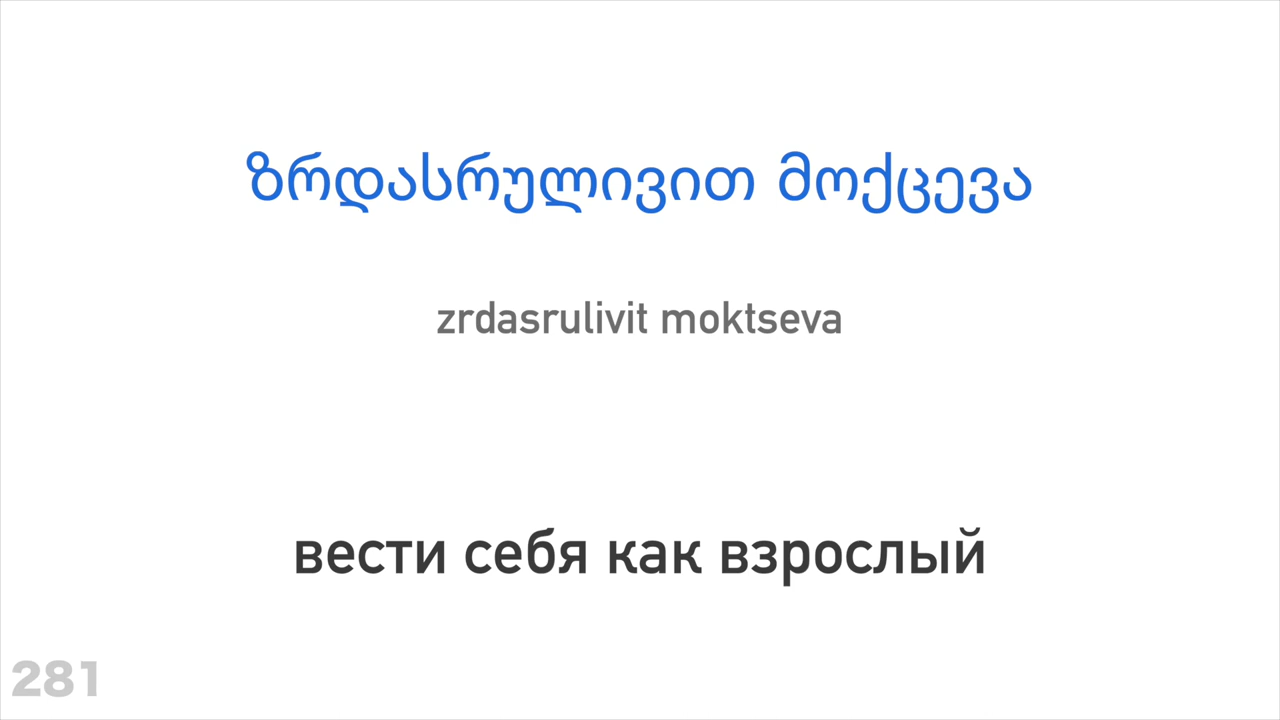 ზრდასრულივით მოქცევა
zrdasrulivit moktseva
вести себя как взрослый
281